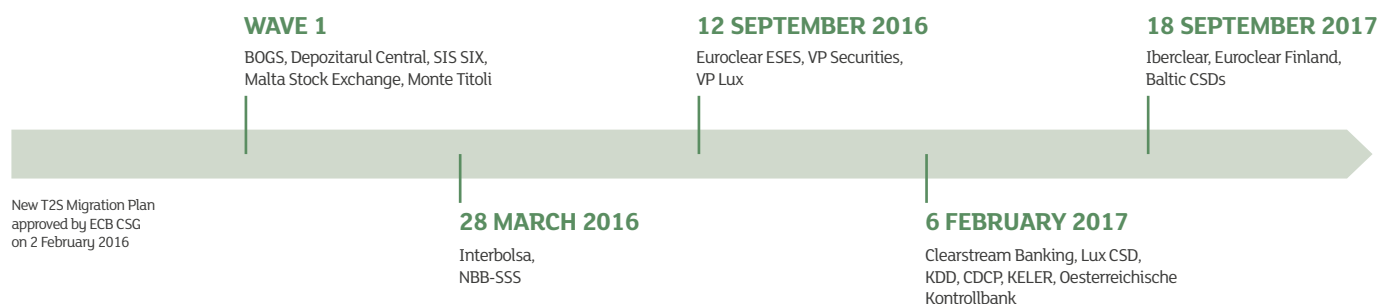 WAVE 1
BOGS, Depozitarul Central, SIS SIX,
Malta Stock Exchange, Monte Titoli
12 SEPTEMBER 2016
Euroclear ESES, VP Securities,
VP Lux
18 SEPTEMBER 2017
Iberclear, Euroclear Finland,
Baltic CSDs
New T2S Migration Plan
approved by ECB CSG
on 2 February 2016
28 MARCH 2016
Interbolsa,
NBB-SSS
6 FEBRUARY 2017
Clearstream Banking, Lux CSD,
KDD, CDCP, KELER, Oesterreichische
Kontrollbank